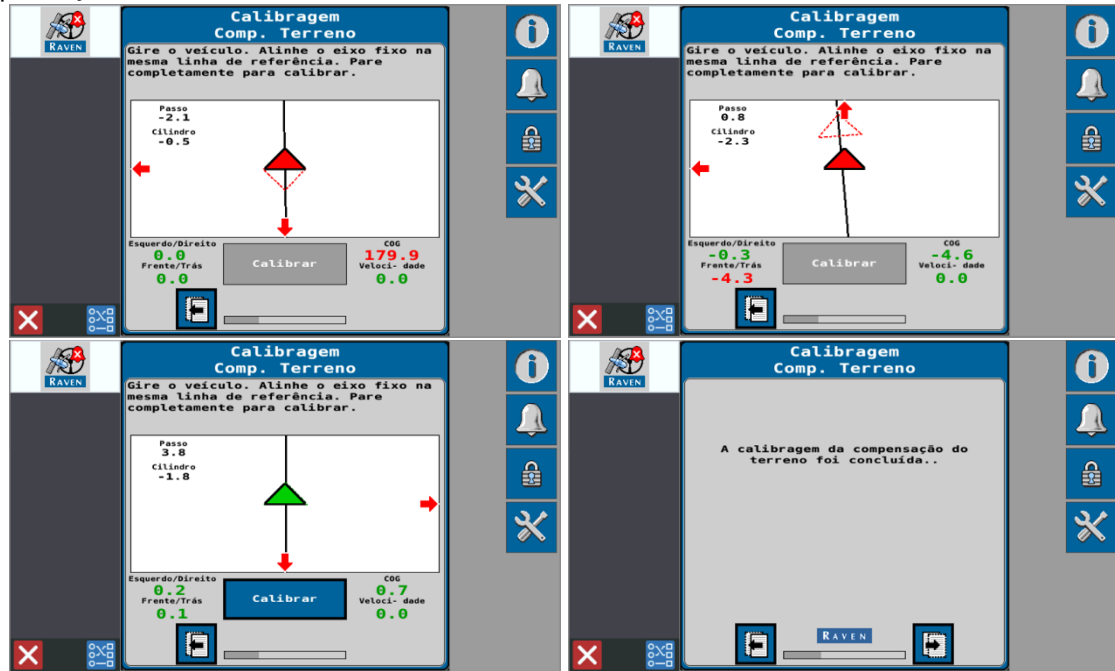 Calibragem
Comp. Terreno
RAVEN
Gire o veículo. Alinhe o eixo fixo na
mesma linha de referência. Pare
completamente para calibrar.
Passo
-2.1
Cilindro
-0.5
Esquerdo/Direito
0.0
Frente/Trás
0.0
Calibrar
COG
179.9
Veloci- dade
0.0
Calibragem
Comp. Terreno
RAVEN
Gire o veículo. Alinhe o eixo fixo na
mesma linha de referência. Pare
completamente para calibrar.
Passo
0.8
Cilindro
-2.3
Esquerdo/Direito
-0.3
Frente/Trás
-4.3
Calibrar
COG
-4.6
Veloci- dade
0.0
Calibragem
Comp. Terreno
RAVEN
Gire o veículo. Alinhe o eixo fixo na
mesma linha de referência. Pare
completamente para calibrar.
Passo
3.8
Cilindro
-1.8
Esquerdo/Direito
0.2
Frente/Trás
0.1
Calibrar
COG
0.7
Veloci- dade
0.0
Calibragem
Comp. Terreno
RAVEN
A calibragem da compensação do
terreno foi concluída..
RAVEN